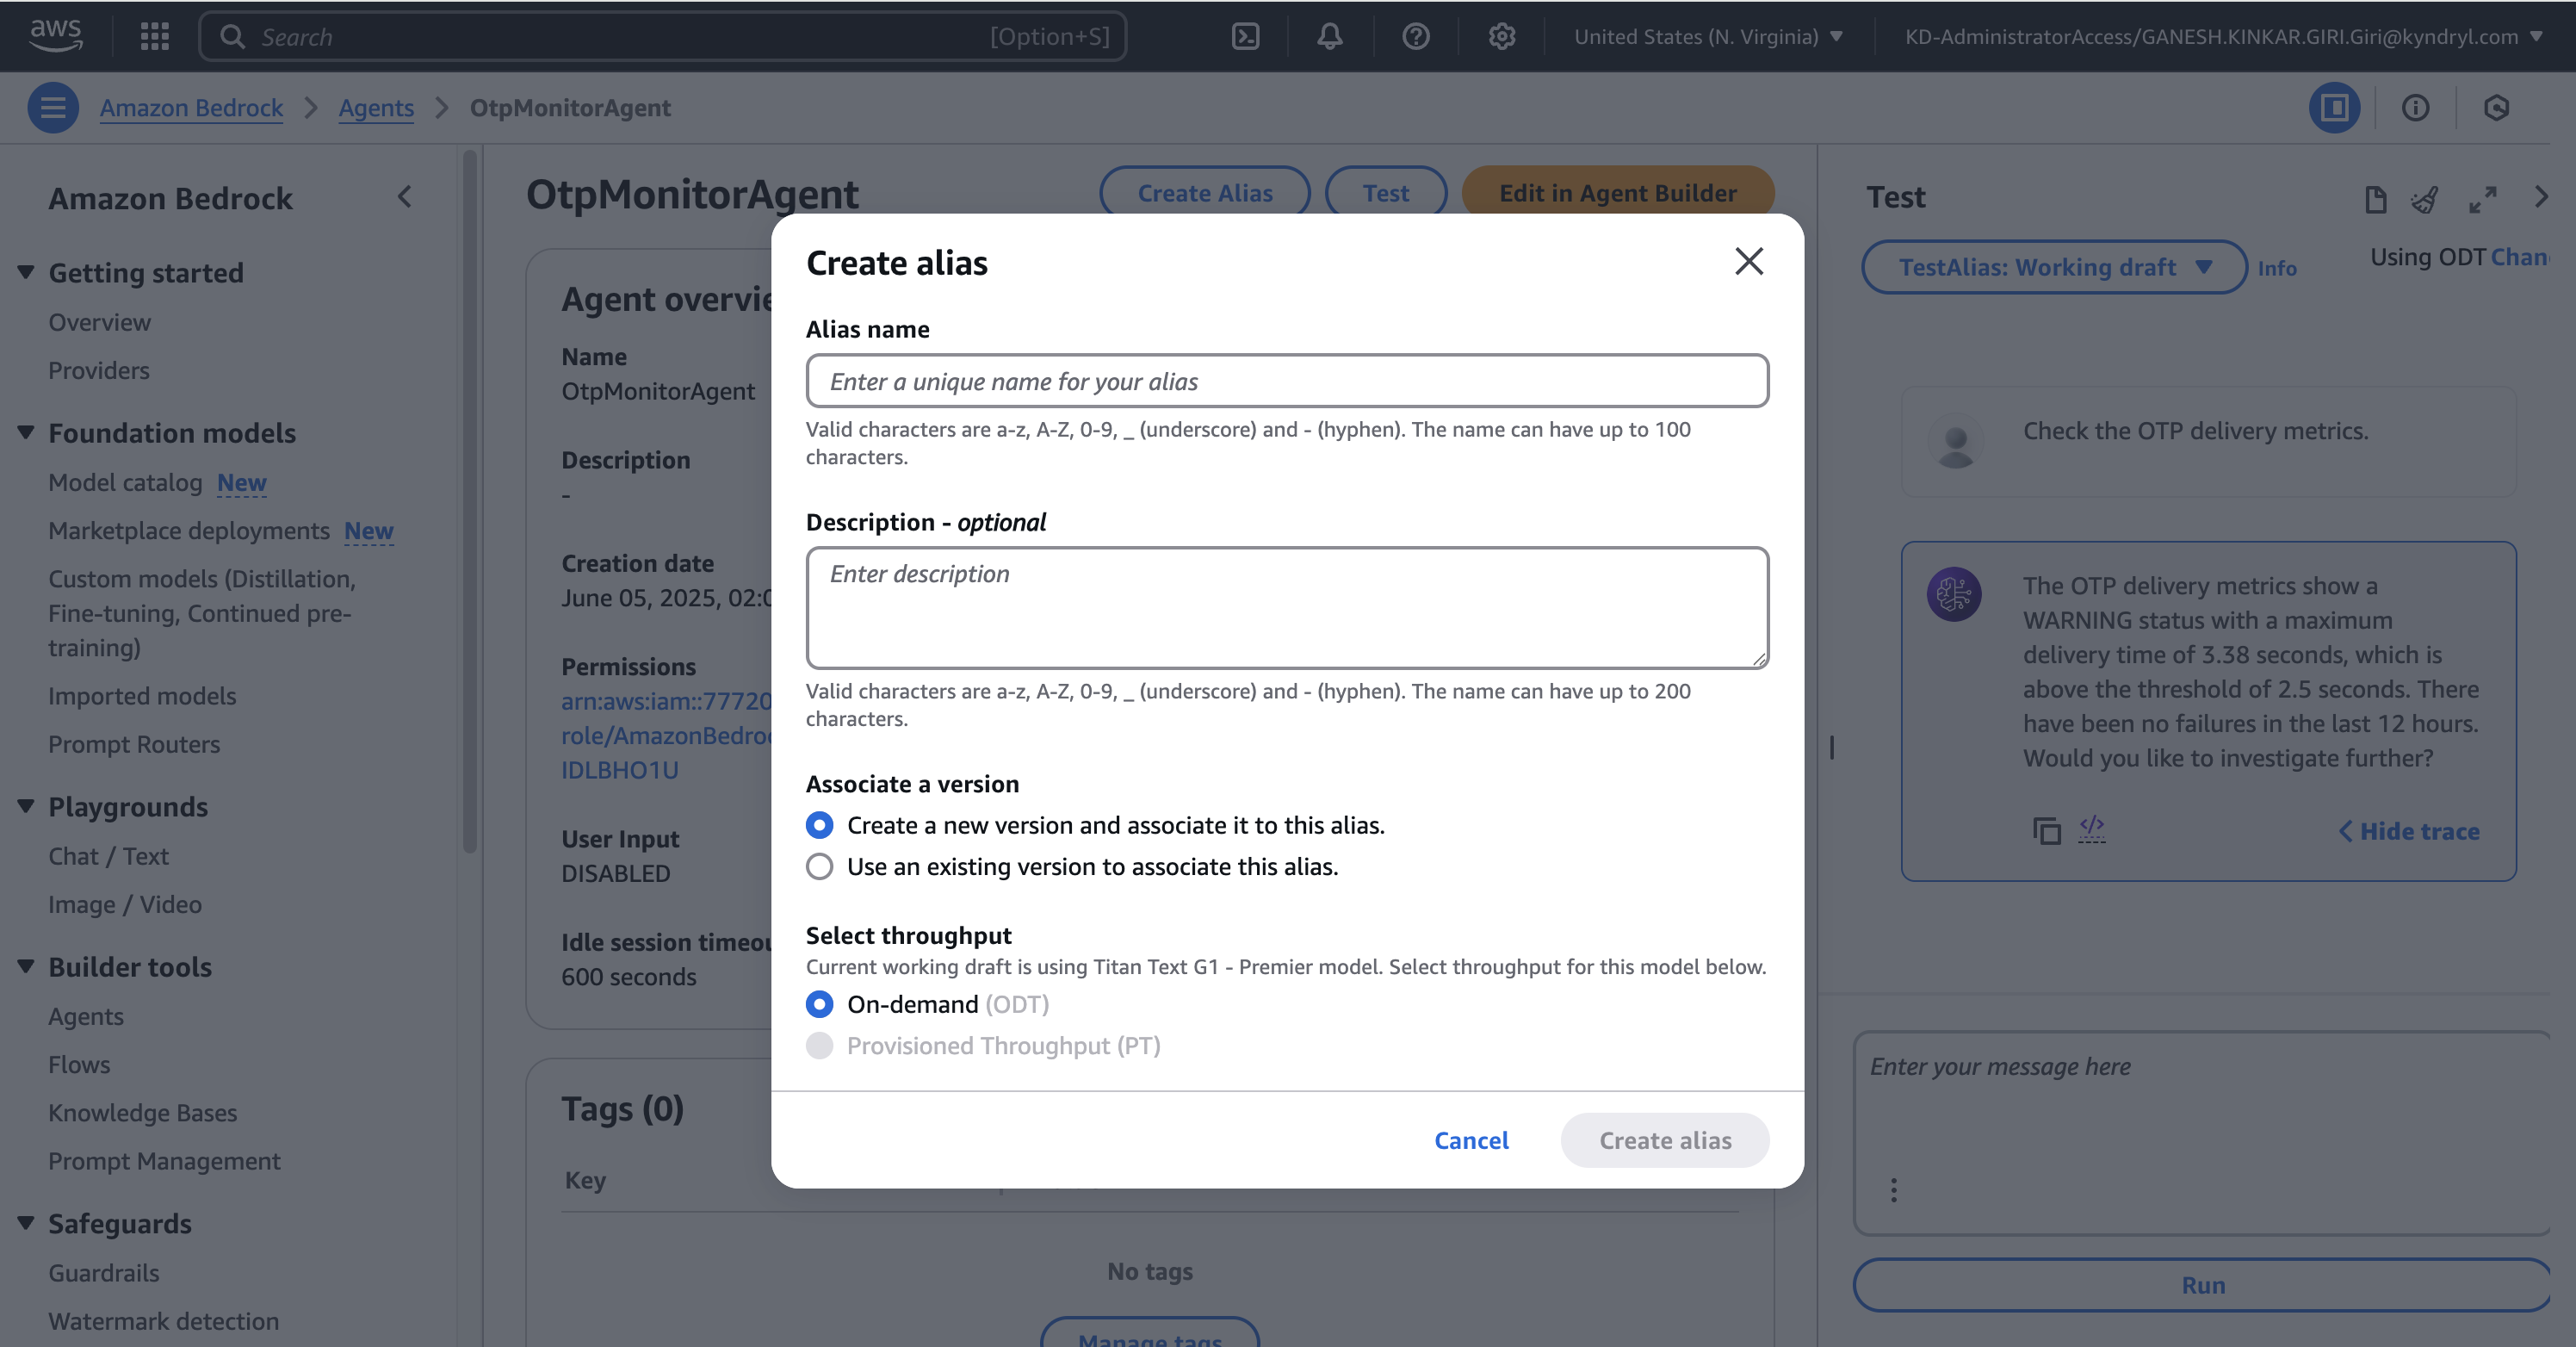 aws
Search
[Option+S]
United States (N. Virginia)
KD-AdministratorAccess/GANESH.KINKAR.GIRI.Giri@kyndryl.com
Amazon Bedrock
Agents
OtpMonitorAgent
Amazon Bedrock
Getting started
Overview
Providers
Foundation models
Model catalog New
Marketplace deployments New
Custom models (Distillation,
Fine-tuning, Continued pre-
training)
Imported models
Prompt Routers
Playgrounds
Chat / Text
Image / Video
Builder tools
Agents
Flows
Knowledge Bases
Prompt Management
Safeguards
Guardrails
Watermark detection
OtpMonitorAgent
Create Alias
Test
Edit in Agent Builder
Agent
Name
OtpMonitorAgent
Description
-
Creation date
June 05, 2025,
Permissions
arn:aws:iam::77720
role/AmazonBedro
IDLBHO1U
User Input
DISABLED
Idle session
600 seconds
Tags (0)
Key
No tags
Manage tags
Create alias
Alias name
Enter a unique name for your alias
Valid characters are a-z, A-Z, 0-9, _ (underscore) and - (hyphen). The name can have up to 100
characters.
Description - optional
Enter description
Valid characters are a-z, A-Z, 0-9, _ (underscore) and - (hyphen). The name can have up to 200
characters.
Associate a version
Create a new version and associate it to this alias.
Use an existing version to associate this alias.
Select throughput
Current working draft is using Titan Text G1 - Premier model. Select throughput for this model below.
On-demand (ODT)
Provisioned Throughput (PT)
Cancel
Create alias
Test
TestAlias: Working draft
Info
Using ODT Chan
Check the OTP delivery metrics.
The OTP delivery metrics show a
WARNING status with a maximum
delivery time of 3.38 seconds, which is
above the threshold of 2.5 seconds. There
have been no failures in the last 12 hours.
Would you like to investigate further?
Hide trace
Enter your message here
Run